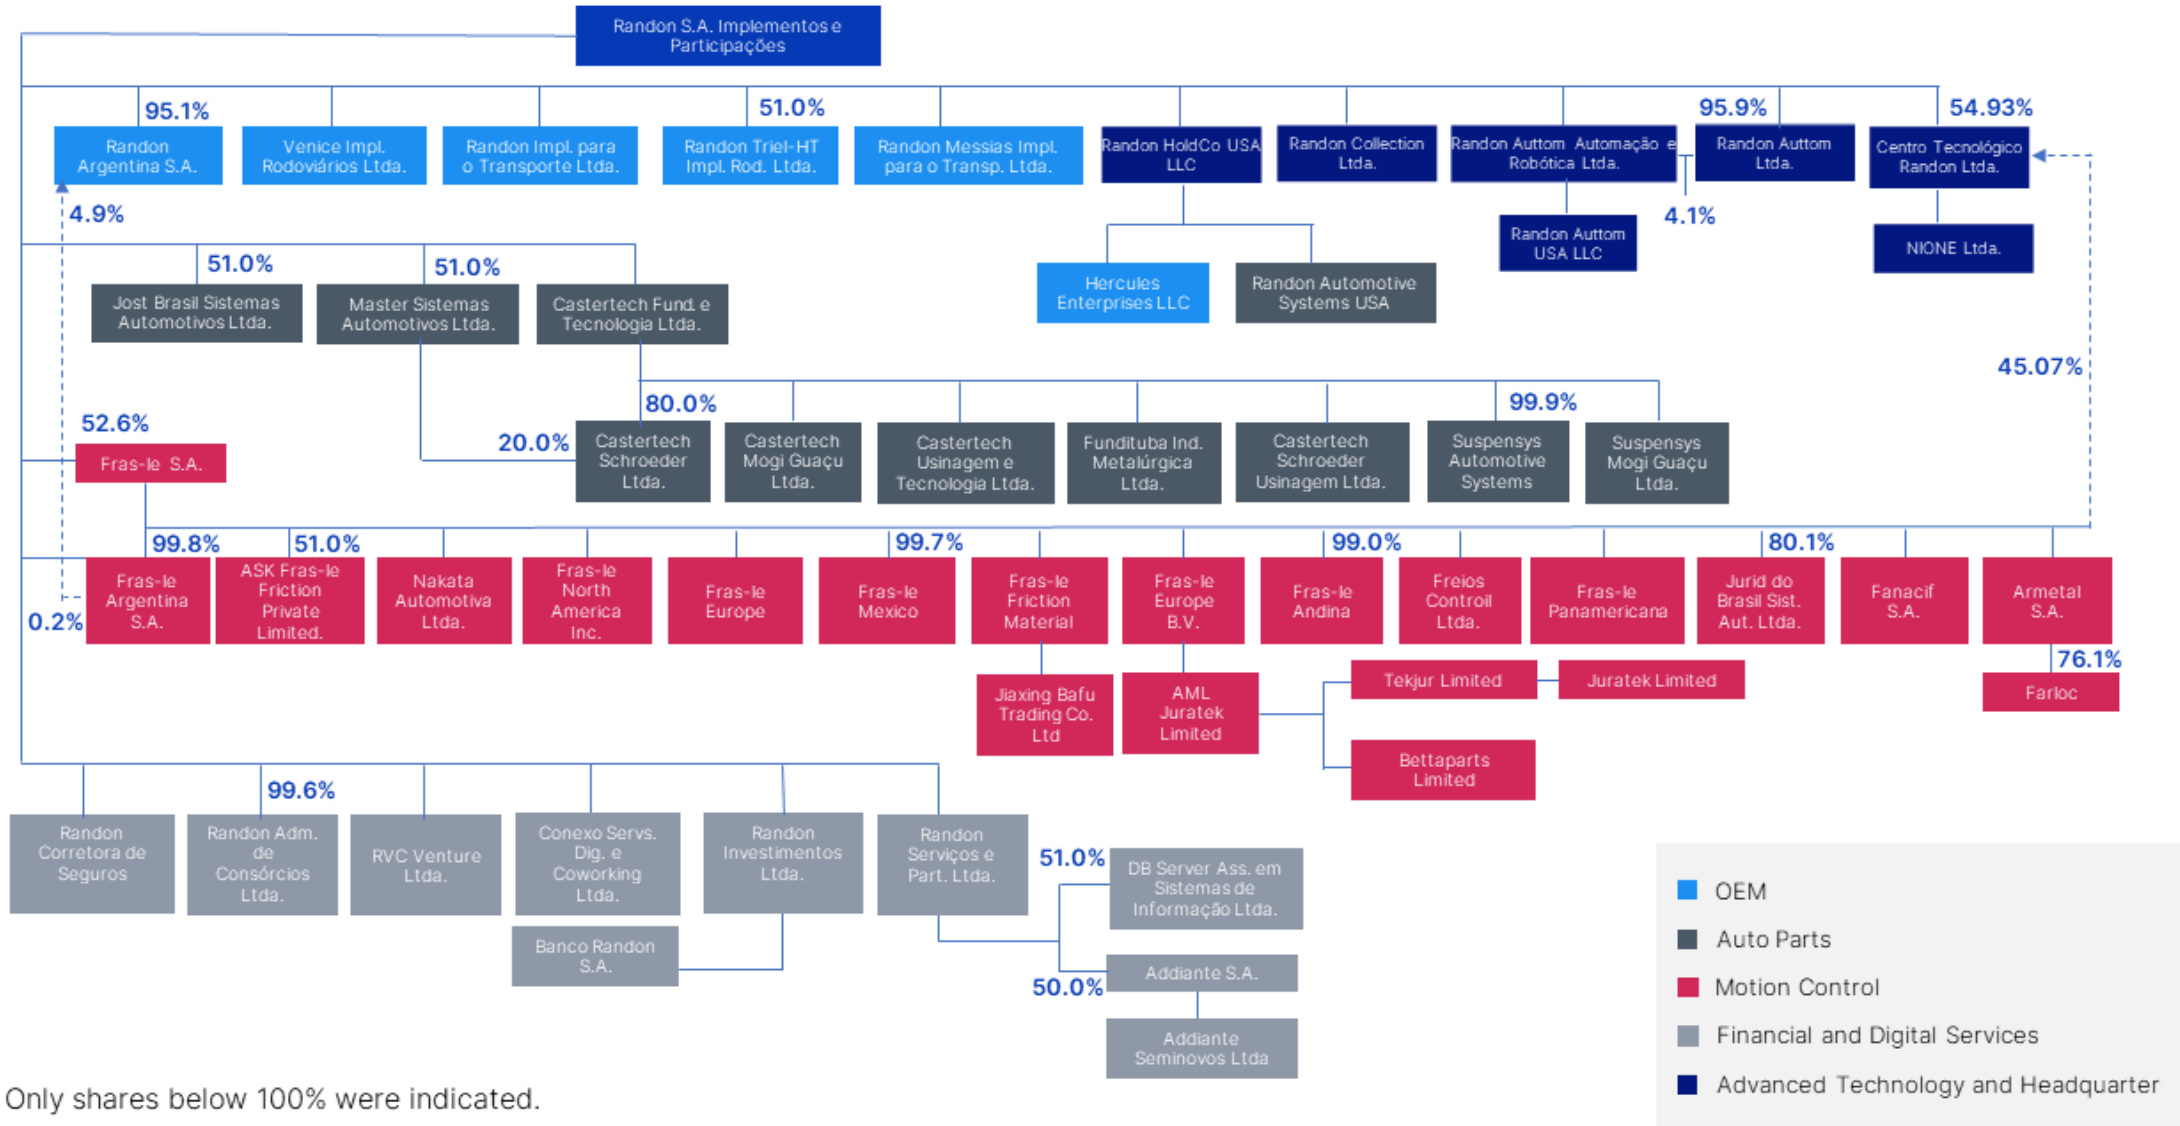 Randon S.A. Implementos e
Participações
95.1%
51.0%
95.9%
54.93%
Randon
Argentina S.A.
Venice Impl.
Rodoviários Ltda.
Randon Impl. para
o Transporte Ltda.
Randon Triel-HT
Impl. Rod. Ltda.
Randon Messias Impl.
para o Transp. Ltda.
Randon HoldCo USA
LLC
Randon Collection
Ltda.
Randon Auttom Automação e
Robótica Ltda.
Randon Auttom
Ltda.
Centro Tecnológico
Randon Ltda.
4.9%
4.1%
Randon Auttom
USA LLC
NIONE Ltda.
51.0%
51.0%
Hercules
Enterprises LLC
Randon Automotive
Systems USA
Jost Brasil Sistemas
Automotivos Ltda.
Master Sistemas
Automotivos Ltda.
Castertech Fund. e
Tecnologia Ltda.
45.07%
80.0%
99.9%
52.6%
20.0%
Fras-le S.A.
Castertech
Schroeder
Ltda.
Castertech
Mogi Guaçu
Ltda.
Castertech
Usinagem e
Tecnologia Ltda.
Fundituba Ind.
Metalúrgica
Ltda.
Castertech
Schroeder
Usinagem Ltda.
Suspensys
Automotive
Systems
Suspensys
Mogi Guaçu
Ltda.
99.8%
51.0%
99.7%
99.0%
80.1%
0.2%
Fras-le
Argentina
S.A.
ASK Fras-le
Friction
Private
Limited.
Nakata
Automotiva
Ltda.
Fras-le
North
America
Inc.
Fras-le
Europe
Fras-le
Mexico
Fras-le
Friction
Material
Fras-le
Europe
B.V.
Fras-le
Andina
Freios
Controil
Ltda.
Fras-le
Panamericana
Jurid do
Brasil Sist.
Aut. Ltda.
Fanacif
S.A.
Armetal
S.A.
76.1%
Jiaxing Bafu
Trading Co.
Ltd
AML
Juratek
Limited
Tekjur Limited
Juratek Limited
Farloc
Bettaparts
Limited
99.6%
Randon
Corretora de
Seguros
Randon Adm.
de
Consórcios
Ltda.
RVC Venture
Ltda.
Conexo Servs.
Dig. e
Coworking
Ltda.
Randon
Investimentos
Ltda.
Randon
Serviços e
Part. Ltda.
51.0%
DB Server Ass. em
Sistemas de
Informação Ltda.
Banco Randon
S.A.
50.0%
Addiante S.A.
Addiante
Seminovos Ltda
OEM
Auto Parts
Motion Control
Financial and Digital Services
Advanced Technology and Headquarter
Only shares below 100% were indicated.